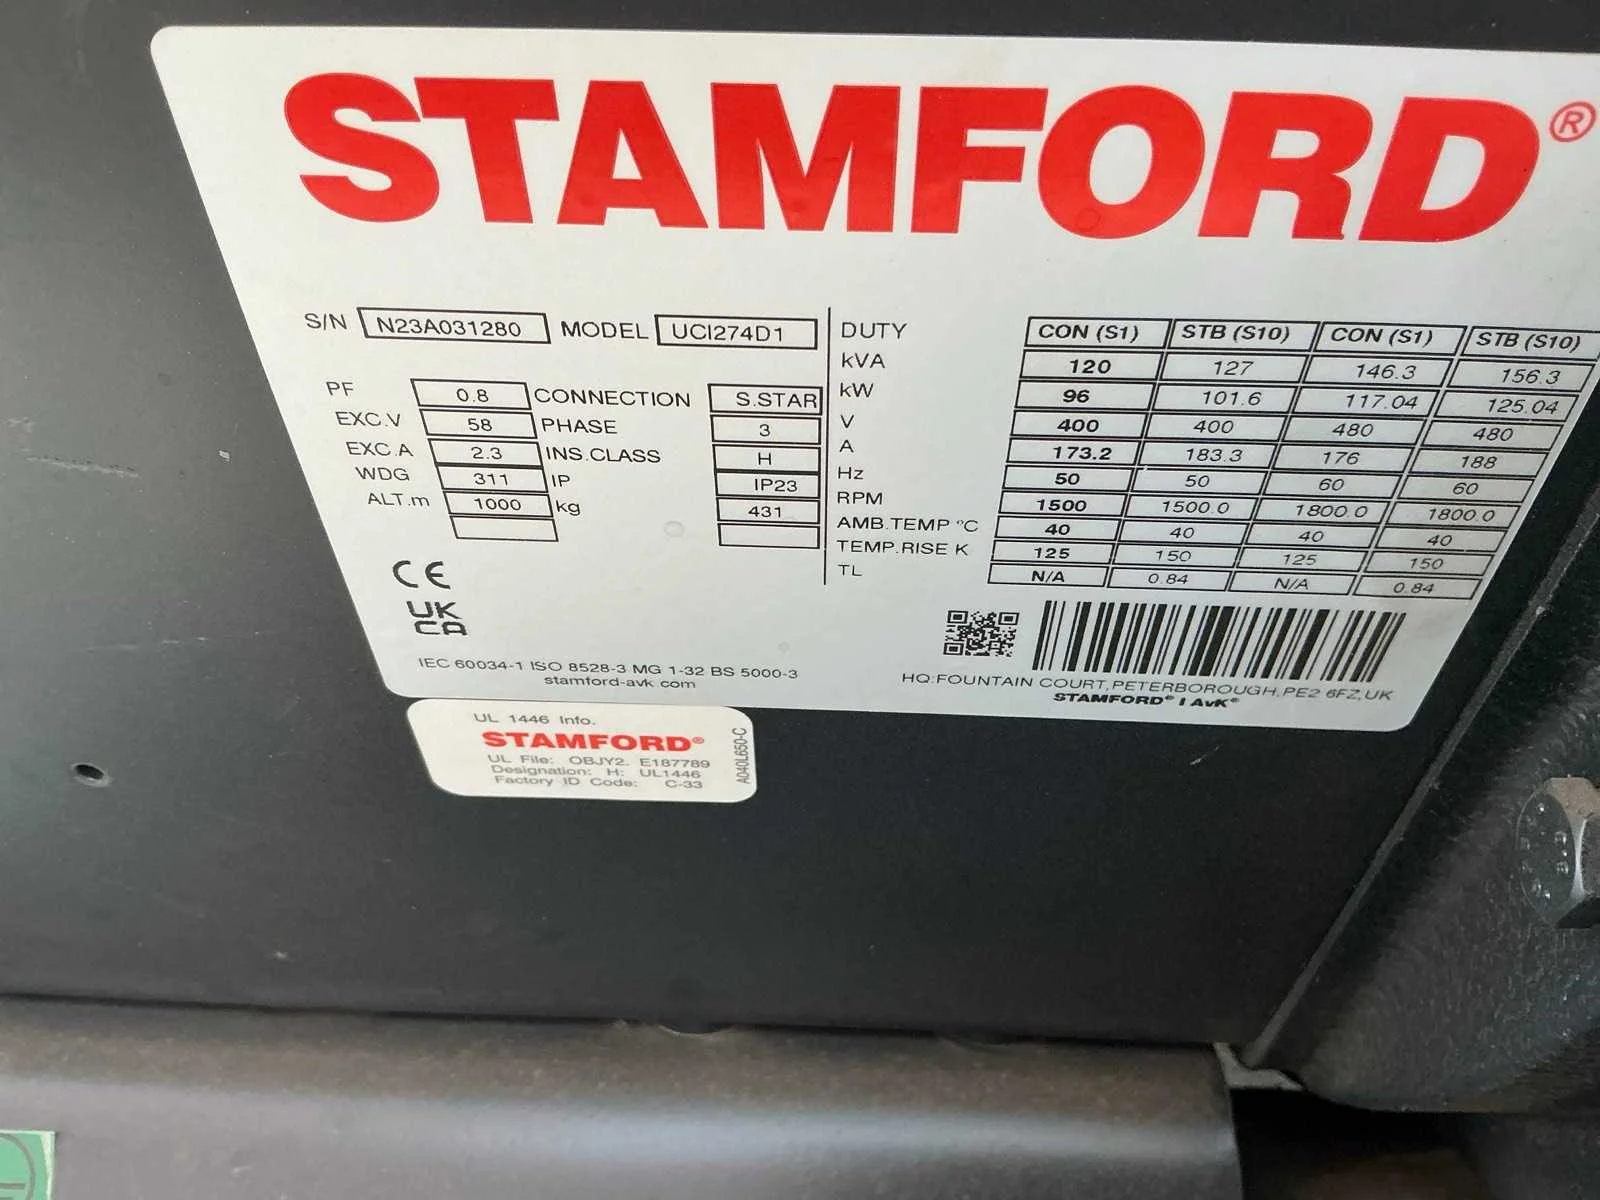 STAMFORD®
S/N N23A031280 MODEL UCI274D1
PF 0.8 CONNECTION S.STAR
EXC.V 58 PHASE 3
EXC.A 2.3 INS.CLASS H
WDG 311 IP IP23
ALT.m 1000 kg 431
DUTY CON (S1) STB (S10) CON (S1) STB (S10)
kVA 120 127 146.3 156.3
kW 96 101.6 117.04 125.04
V 400 400 480 480
A 173.2 183.3 176 188
Hz 50 50 60 60
RPM 1500 1500.0 1800.0 1800.0
AMB.TEMP °C 40 40 40 40
TEMP.RISE K 125 150 125 150
TL N/A 0.84 N/A 0.84
CE
UK
CA
IEC 60034-1 ISO 8528-3 MG 1-32 BS 5000-3
stamford-avk.com
HQ:FOUNTAIN COURT,PETERBOROUGH,PE2 6FZ,UK
STAMFORD® | AvK®
UL 1446 Info.
STAMFORD®
UL File: OBJY2. E187789
Designation: H: UL1446
Factory ID Code: C-33
A040L650-C